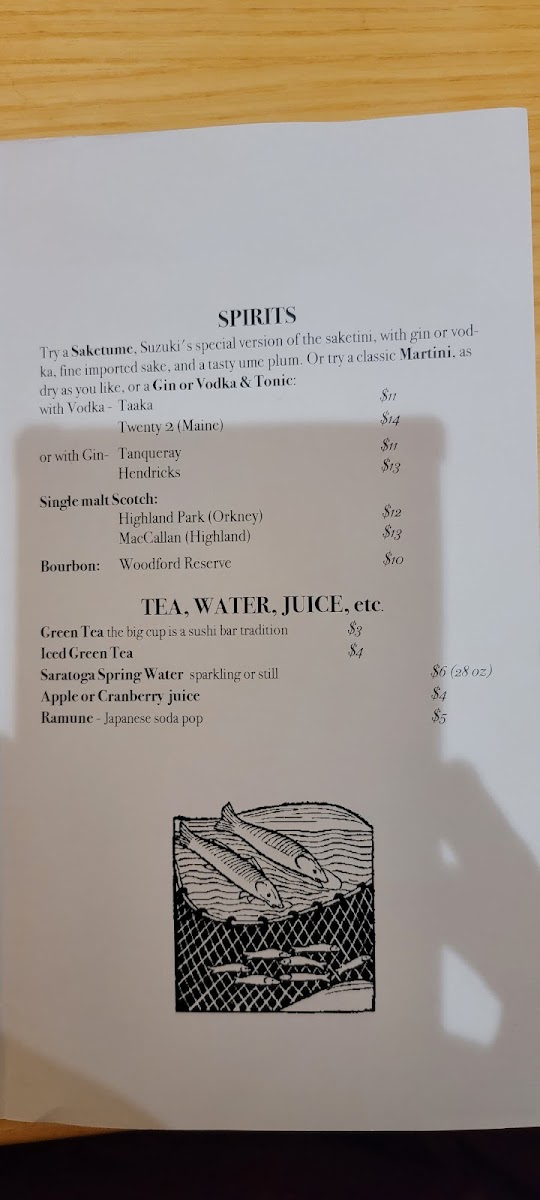 SPIRITS
Try a Saketume, Suzuki's special version of the saketini, with gin or vod-
ka, fine imported sake, and a tasty ume plum. Or try a classic Martini, as
dry as you like, or a Gin or Vodka & Tonic:
with Vodka - Taaka $11
Twenty 2 (Maine) $14
or with Gin- Tanqueray $11
Hendricks $13
Single malt Scotch:
Highland Park (Orkney) $12
MacCallan (Highland) $13
Bourbon: Woodford Reserve $10
TEA, WATER, JUICE, etc.
Green Tea the big cup is a sushi bar tradition $3
Iced Green Tea $4
Saratoga Spring Water sparkling or still $6 (28 oz)
Apple or Cranberry juice $4
Ramune - Japanese soda pop $5